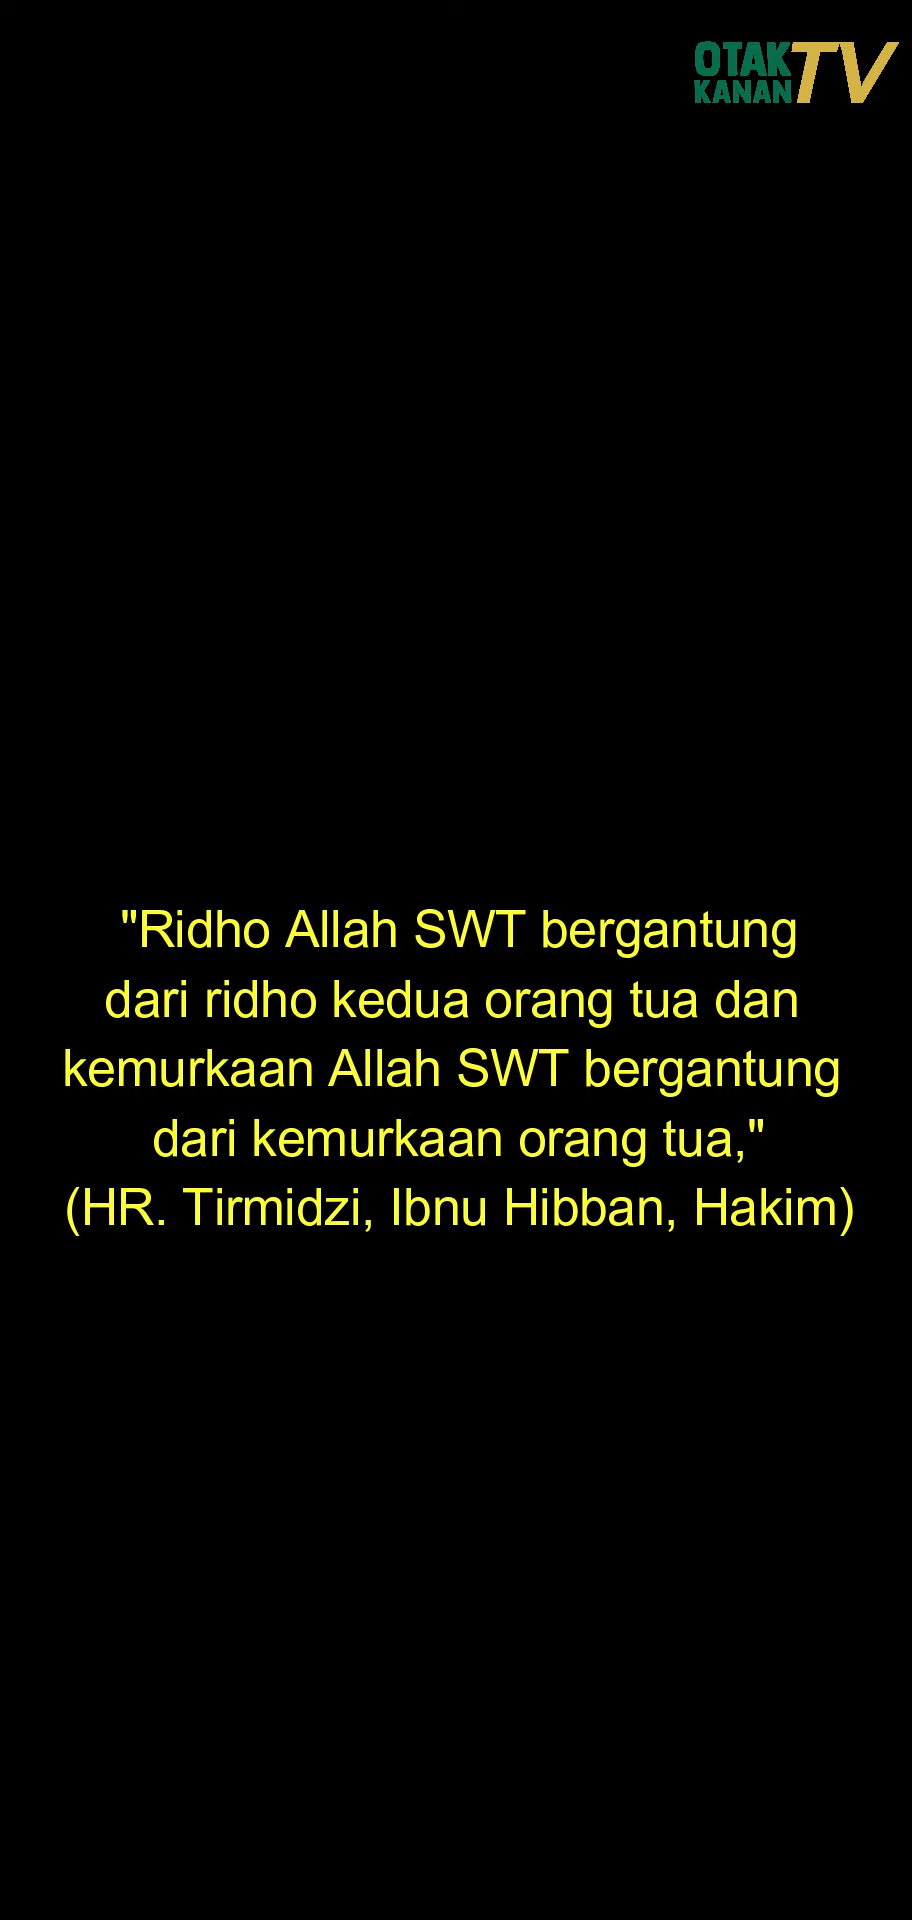 OTAK
KANAN TV
"Ridho Allah SWT bergantung
dari ridho kedua orang tua dan
kemurkaan Allah SWT bergantung
dari kemurkaan orang tua,"
(HR. Tirmidzi, Ibnu Hibban, Hakim)